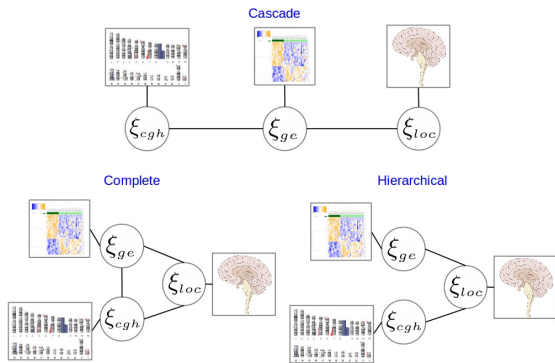 Cascade
ξcgh ξge ξloc
Complete
Hierarchical
ξge
ξloc
ξcgh
ξge
ξloc
ξcgh